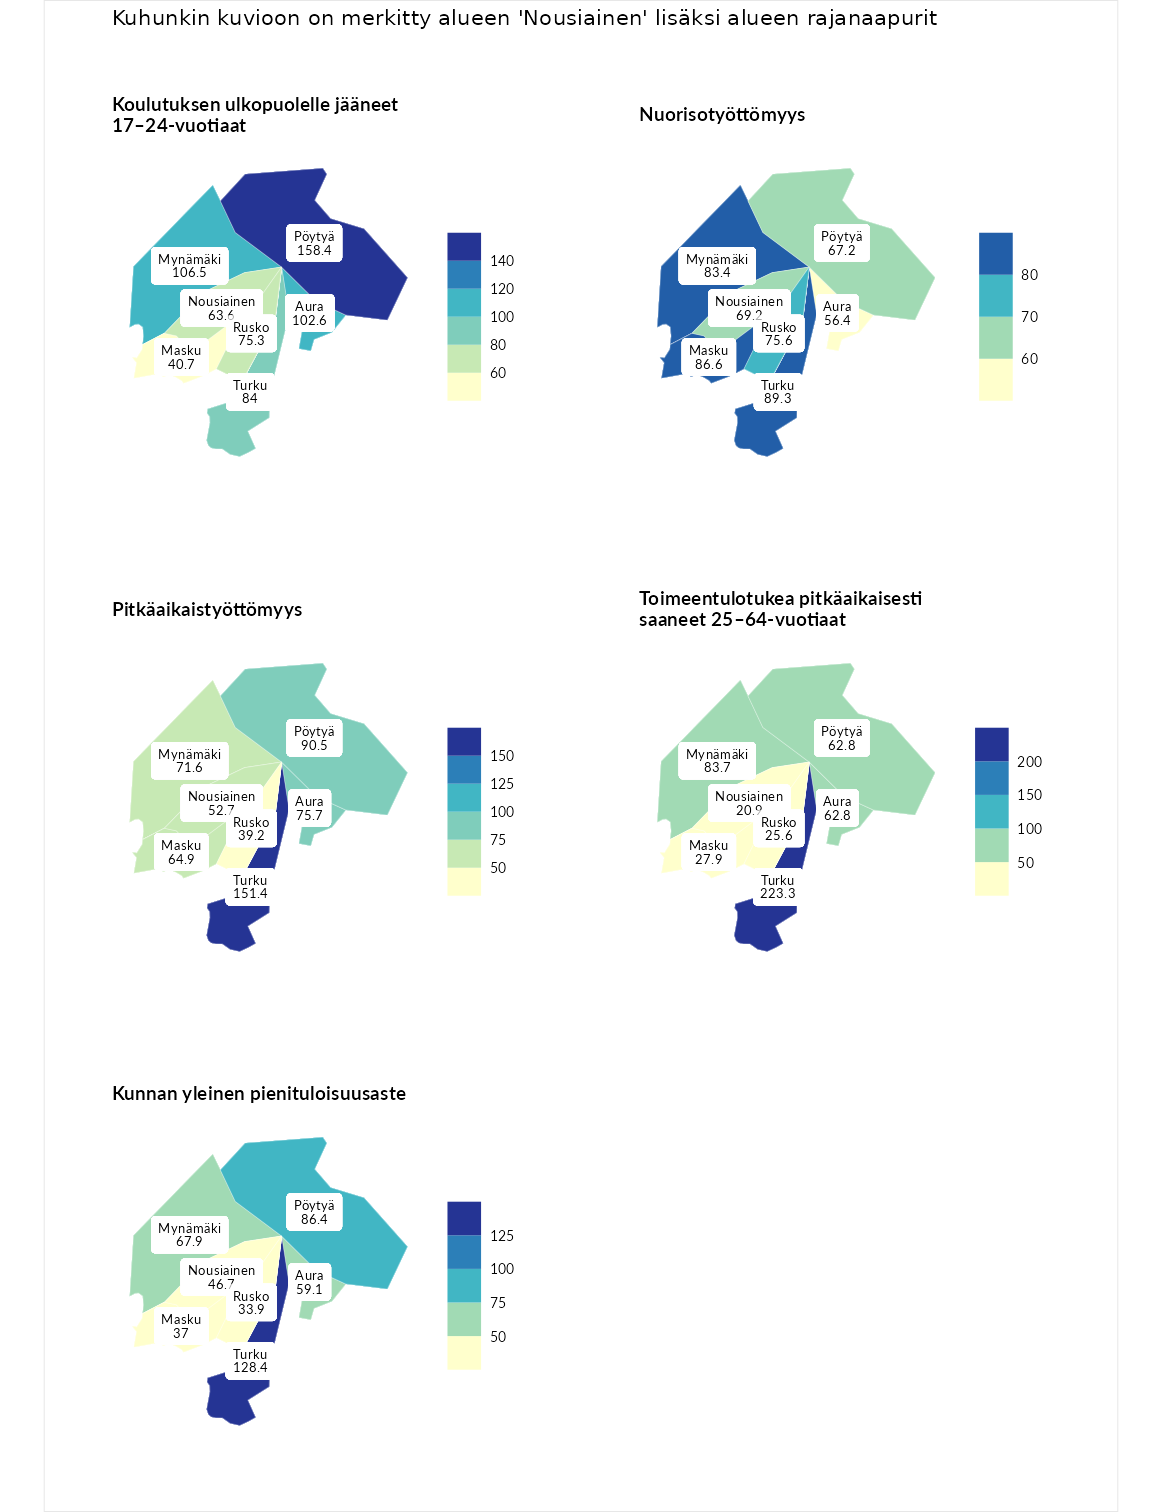 Kuhunkin kuvioon on merkitty alueen 'Nousiainen' lisäksi alueen rajanaapurit
Koulutuksen ulkopuolelle jääneet
17–24-vuotiaat
Pöytyä
158.4
Mynämäki
106.5
Nousiainen
63.6
Aura
102.6
Rusko
75.3
Masku
40.7
Turku
84
140
120
100
80
60
Nuorisotyöttömyys
Pöytyä
67.2
Mynämäki
83.4
Nousiainen
69.2
Aura
56.4
Rusko
75.6
Masku
86.6
Turku
89.3
80
70
60
Pitkäaikaistyöttömyys
Pöytyä
90.5
Mynämäki
71.6
Nousiainen
52.7
Aura
75.7
Rusko
39.2
Masku
64.9
Turku
151.4
150
125
100
75
50
Toimeentulotukea pitkäaikaisesti
saaneet 25–64-vuotiaat
Pöytyä
62.8
Mynämäki
83.7
Nousiainen
20.9
Aura
62.8
Rusko
25.6
Masku
27.9
Turku
223.3
200
150
100
50
Kunnan yleinen pienituloisuusaste
Pöytyä
86.4
Mynämäki
67.9
Nousiainen
46.7
Aura
59.1
Rusko
33.9
Masku
37
Turku
128.4
125
100
75
50